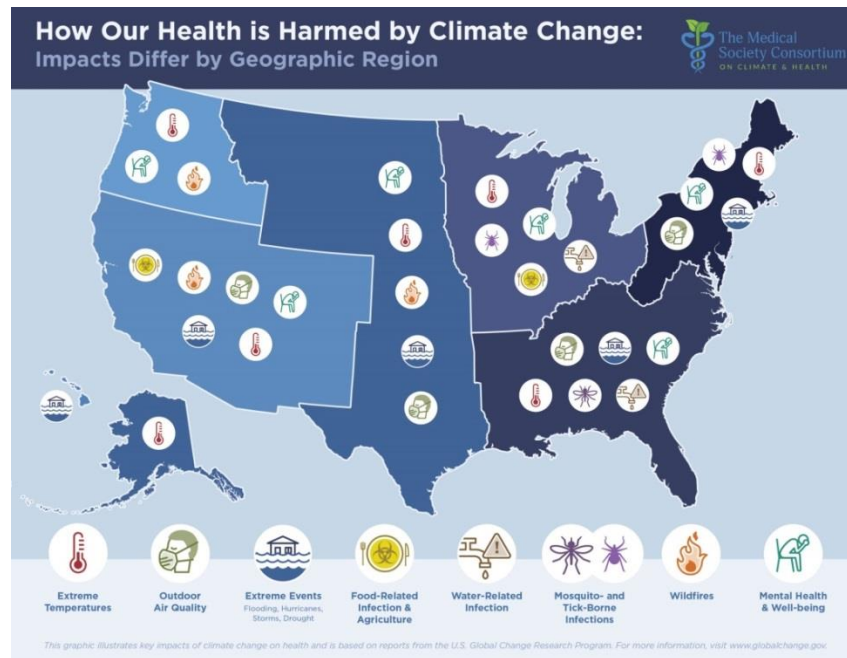 How Our Health is Harmed by Climate Change:
Impacts Differ by Geographic Region
The Medical
Society Consortium
ON CLIMATE & HEALTH
Extreme
Temperatures
Outdoor
Air Quality
Extreme Events
Flooding, Hurricanes,
Storms, Drought
Food-Related
Infection &
Agriculture
Water-Related
Infection
Mosquito- and
Tick-Borne
Infections
Wildfires
Mental Health
& Well-being
This graphic illustrates key impacts of climate change on health and is based on reports from the U.S. Global Change Research Program. For more information, visit www.globalchange.gov.